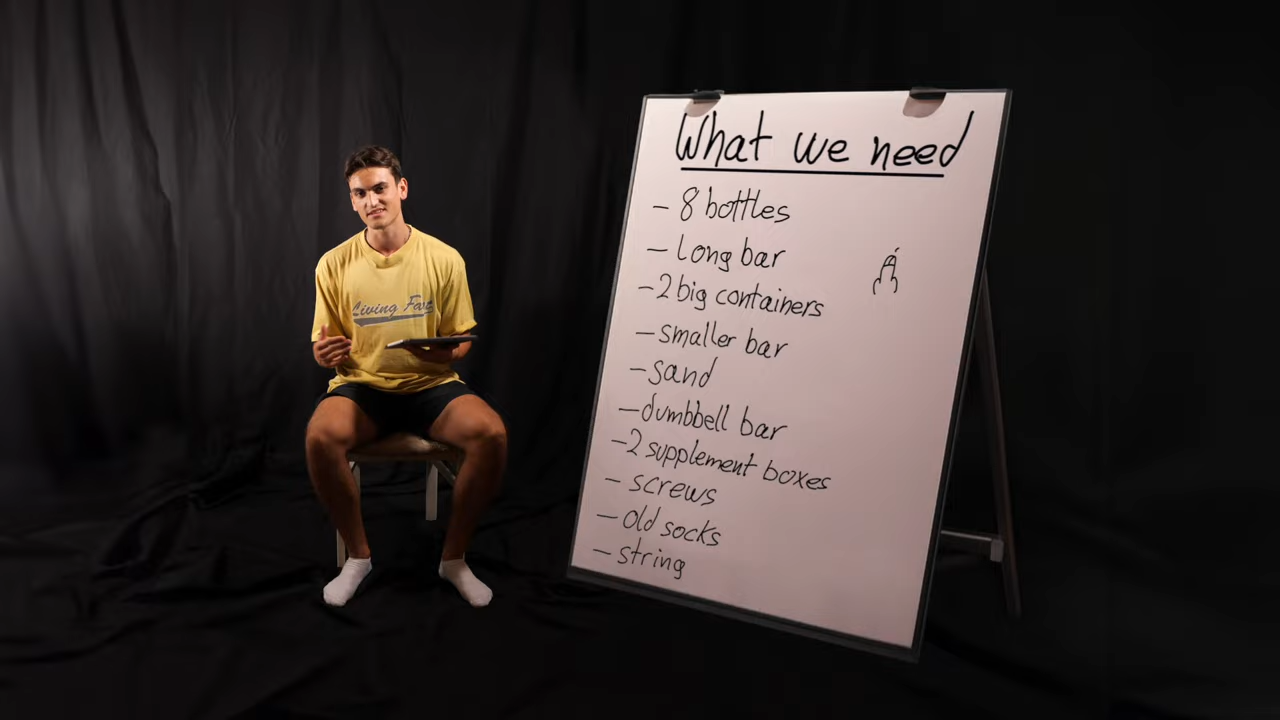 Living Fast
What we need
- 8 bottles
- long bar
- 2 big containers
- smaller bar
- sand
- dumbbell bar
- 2 supplement boxes
- screws
- old socks
- string